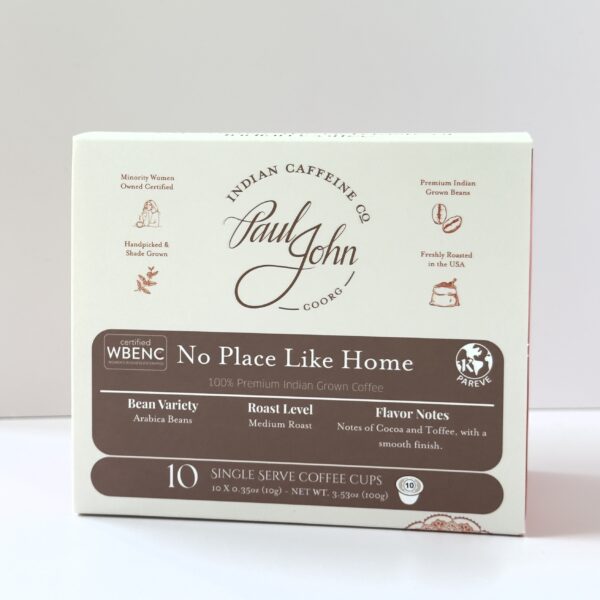 Minority Women
Owned Certified
Handpicked &
Shade Grown
INDIAN CAFFEINE CO
Paul John
COORG
Premium Indian
Grown Beans
Freshly Roasted
in the USA
certified
WBENC
No Place Like Home
100% Premium Indian Grown Coffee
K
PAREVE
Bean Variety
Arabica Beans
Roast Level
Medium Roast
Flavor Notes
Notes of Cocoa and Toffee, with a
smooth finish.
10 SINGLE SERVE COFFEE CUPS
10 X 0.35oz (10g) - NET WT. 3.53oz (100g)
10